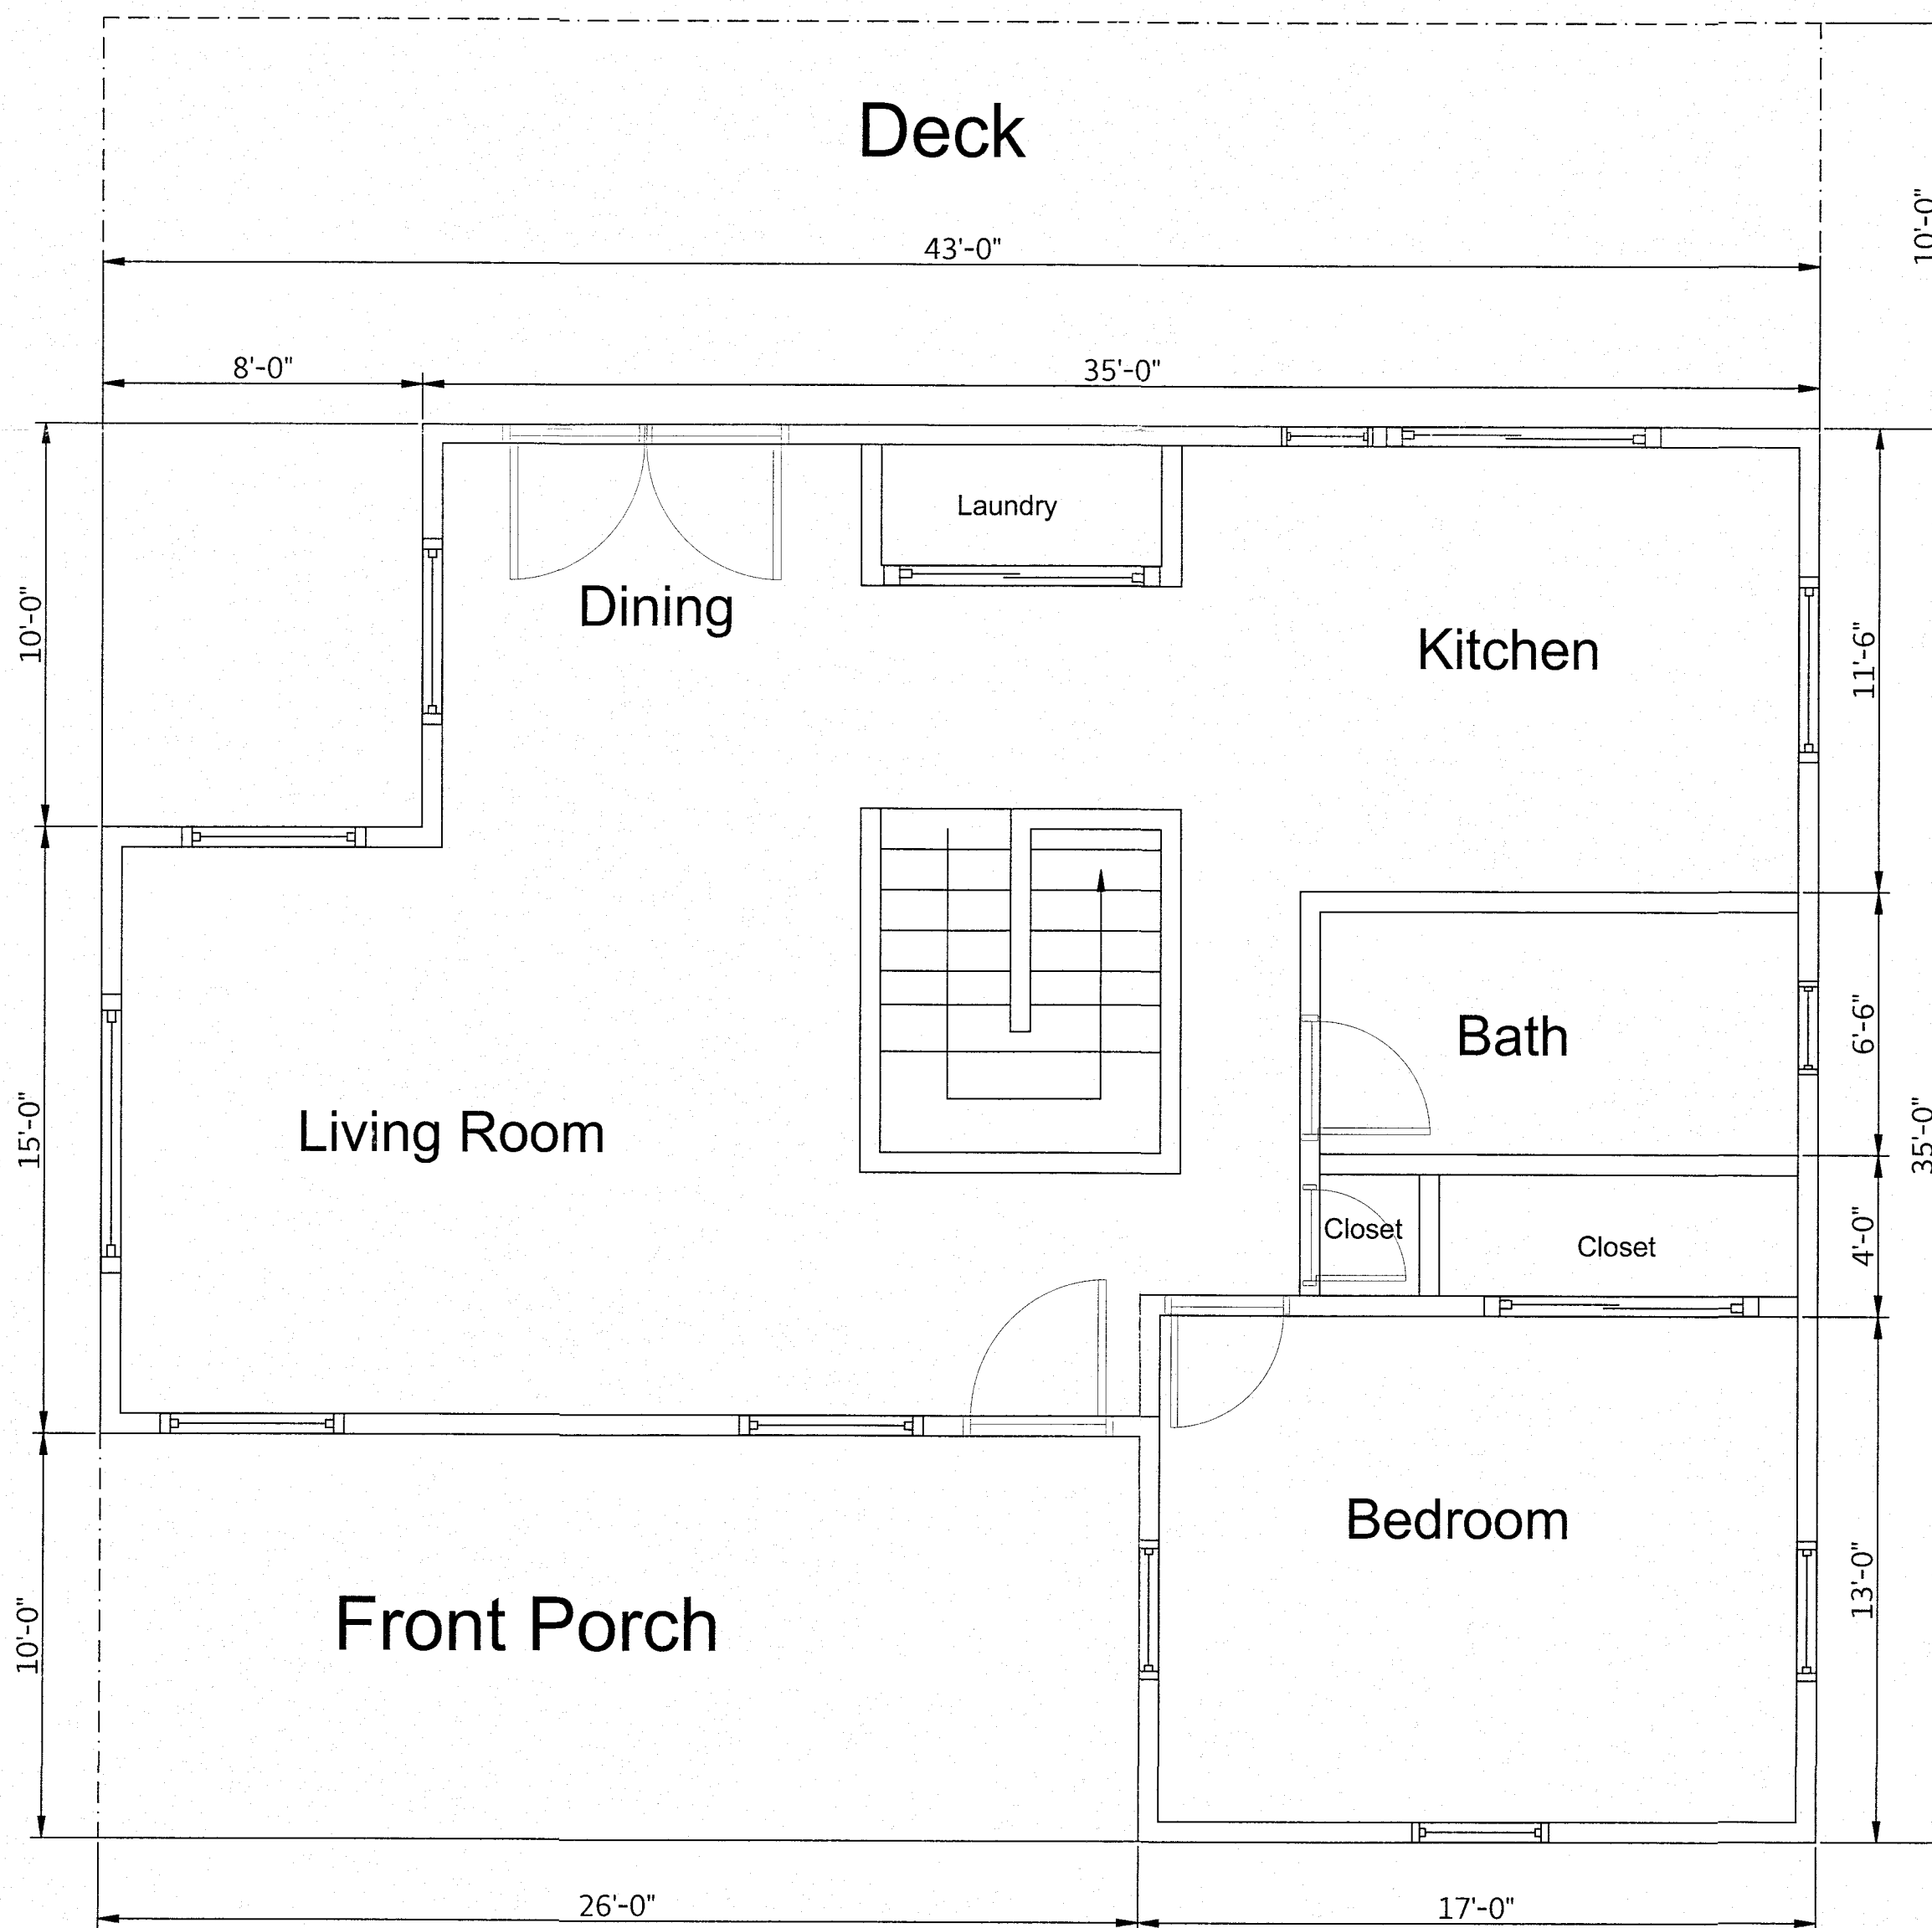 Deck
10'-0"
43'-0"
8'-0"
35'-0"
Laundry
Dining
10'-0"
Kitchen
11'-6"
Bath
6'-6"
Living Room
15'-0"
35'-0"
Closet
Closet
4'-0"
Bedroom
13'-0"
Front Porch
10'-0"
26'-0"
17'-0"